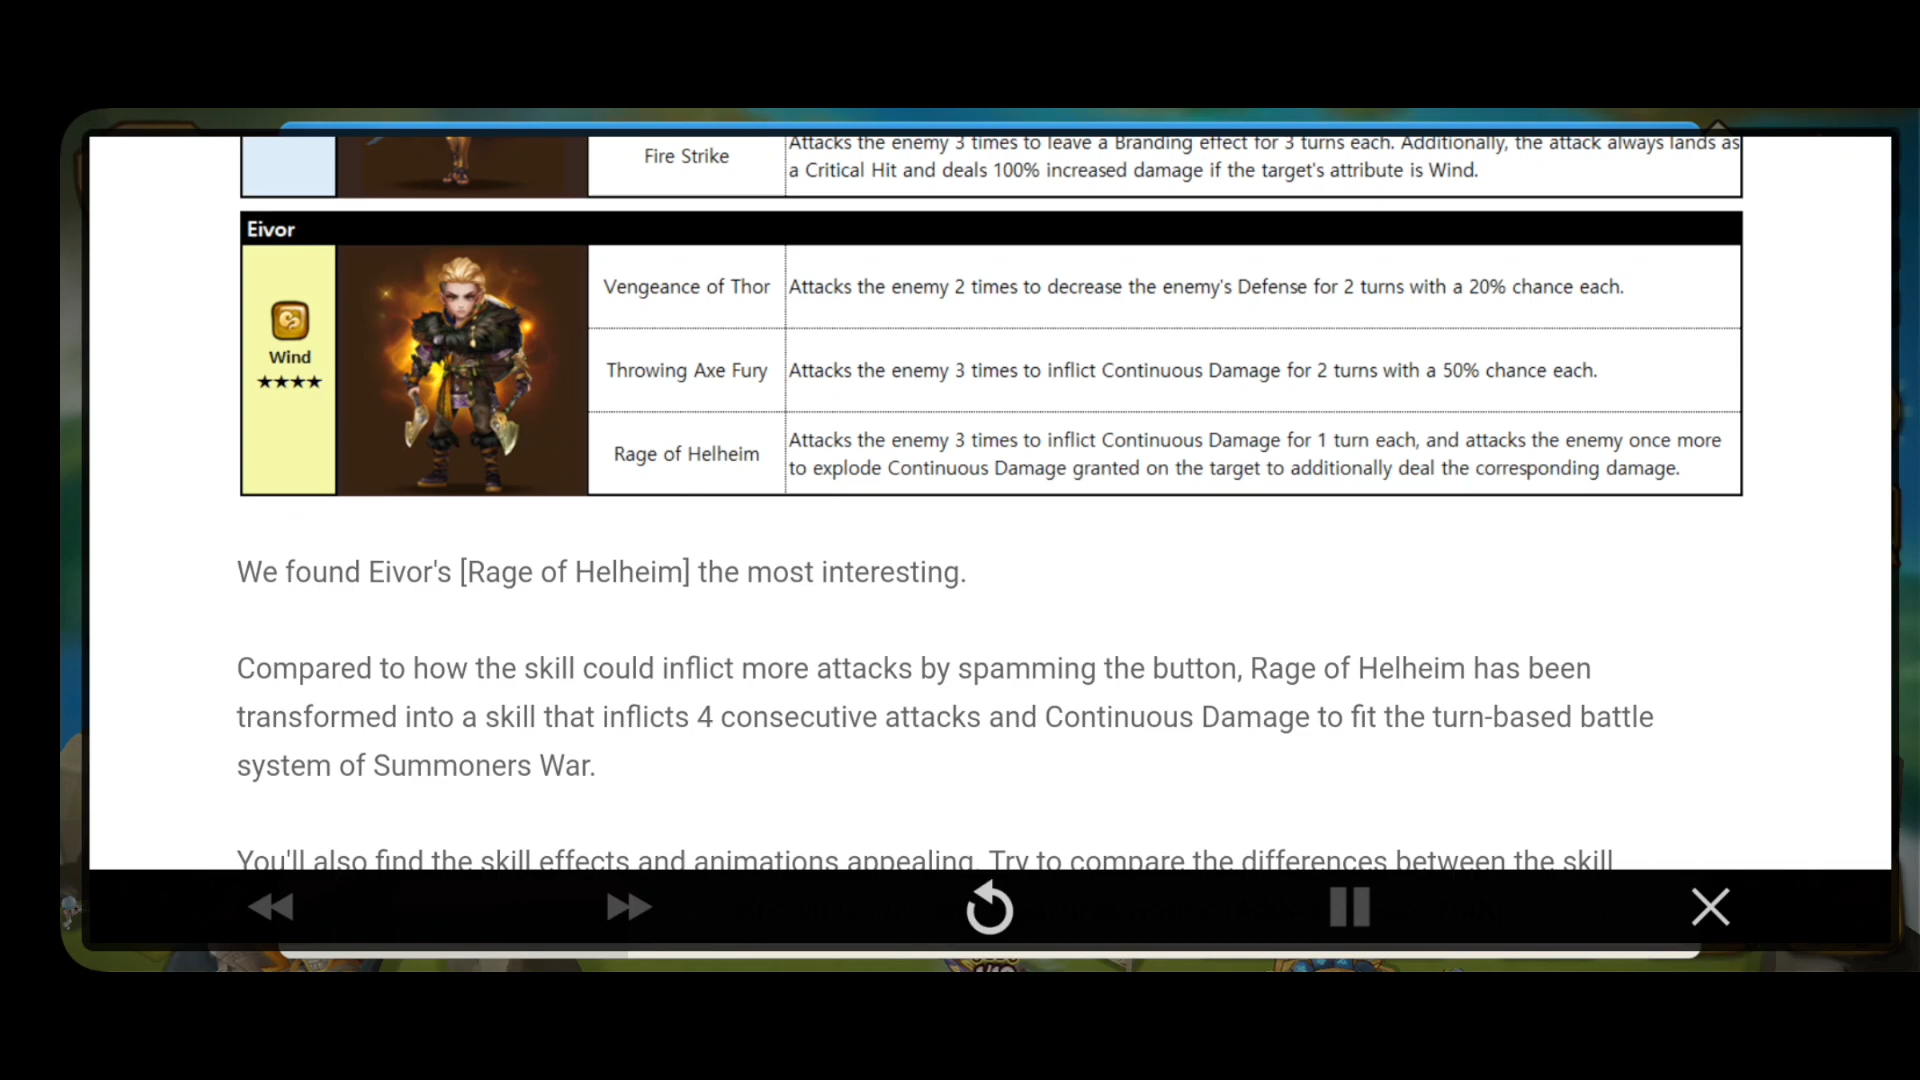 Fire Strike
Attacks the enemy 3 times to leave a Branding effect for 3 turns each. Additionally, the attack always lands as
a Critical Hit and deals 100% increased damage if the target's attribute is Wind.
Eivor
Wind
★★★★
Vengeance of Thor
Attacks the enemy 2 times to decrease the enemy's Defense for 2 turns with a 20% chance each.
Throwing Axe Fury
Attacks the enemy 3 times to inflict Continuous Damage for 2 turns with a 50% chance each.
Rage of Helheim
Attacks the enemy 3 times to inflict Continuous Damage for 1 turn each, and attacks the enemy once more
to explode Continuous Damage granted on the target to additionally deal the corresponding damage.
We found Eivor's [Rage of Helheim] the most interesting.
Compared to how the skill could inflict more attacks by spamming the button, Rage of Helheim has been
transformed into a skill that inflicts 4 consecutive attacks and Continuous Damage to fit the turn-based battle
system of Summoners War.
You'll also find the skill effects and animations appealing. Try to compare the differences between the skill